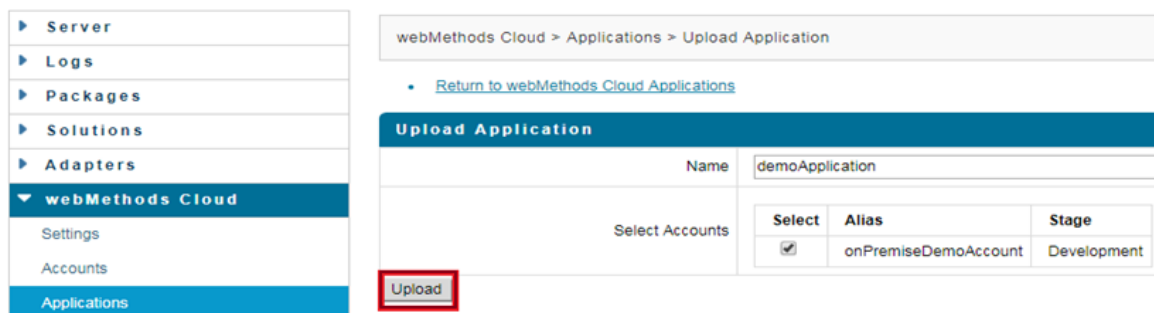 Server
Logs
Packages
Solutions
Adapters
webMethods Cloud
Settings
Accounts
Applications
webMethods Cloud > Applications > Upload Application
Return to webMethods Cloud Applications
Upload Application
Name demoApplication
Select Accounts
Select Alias Stage
onPremiseDemoAccount Development
Upload